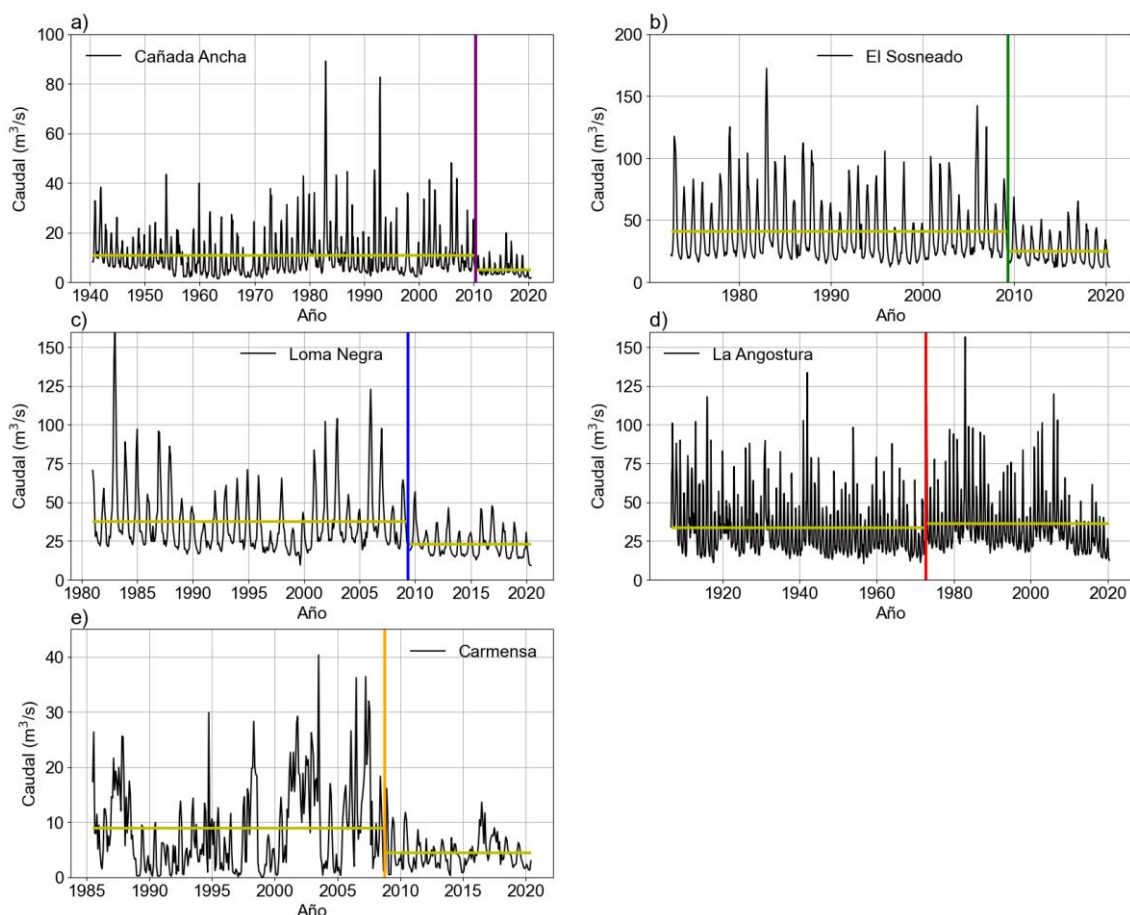 a)
Caudal (m³/s)
100
80
60
40
20
0
Cañada Ancha
1940 1950 1960 1970 1980 1990 2000 2010 2020
Año
b)
Caudal (m³/s)
200
150
100
50
0
El Sosneado
1980 1990 2000 2010 2020
Año
c)
Caudal (m³/s)
150
125
100
75
50
25
0
Loma Negra
1980 1985 1990 1995 2000 2005 2010 2015 2020
Año
d)
Caudal (m³/s)
150
125
100
75
50
25
0
La Angostura
1920 1940 1960 1980 2000 2020
Año
e)
Caudal (m³/s)
40
30
20
10
0
Carmensa
1985 1990 1995 2000 2005 2010 2015 2020
Año